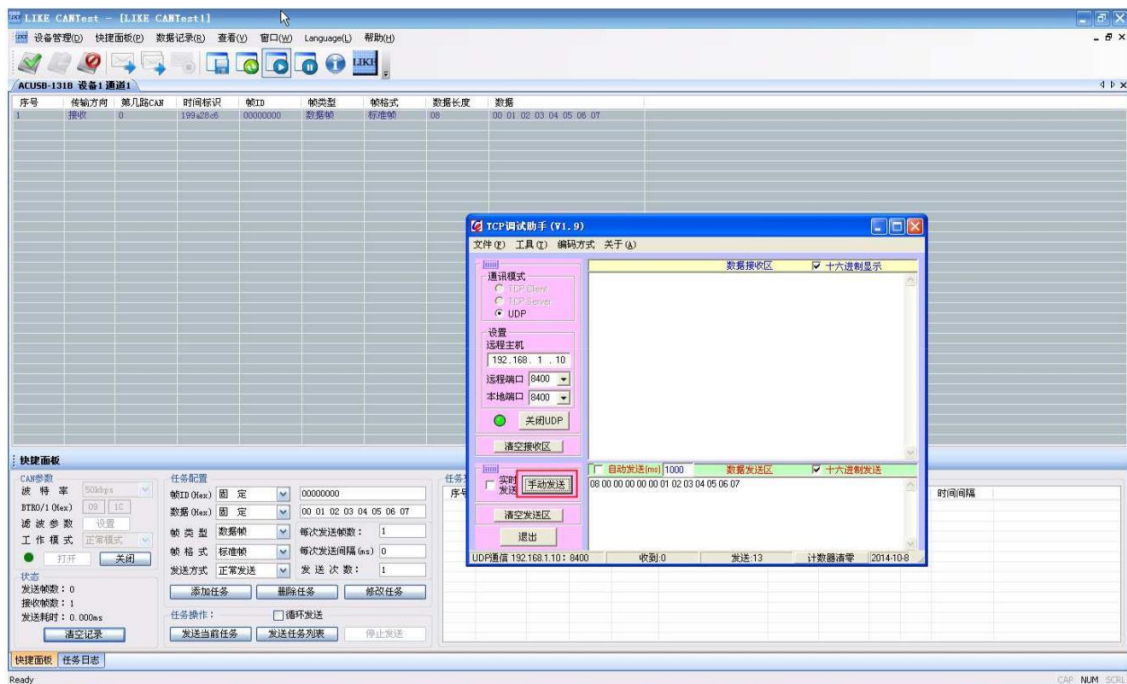 LIKE CANTest - [LIKE CANTest1]
设备管理(D) 快捷面板(P) 数据记录(R) 查看(V) 窗口(W) Language(L) 帮助(H)
LIKE
ACUSB-131B 设备1 通道1
序号 传输方向 第几路CAN 时间标识 帧ID 帧类型 帧格式 数据长度 数据
1 接收 0 199a28c6 00000000 数据帧 标准帧 08 00 01 02 03 04 05 06 07
TCP调试助手 (V1.9)
文件(F) 工具(T) 编码方式 关于(A)
通讯模式
TCP Client
TCP Server
UDP
设置
远程主机
192.168. 1 .10
远程端口 8400
本地端口 8400
关闭UDP
清空接收区
数据接收区 十六进制显示
实时发送
手动发送
清空发送区
退出
自动发送(ms) 1000 数据发送区 十六进制发送
08 00 00 00 00 00 01 02 03 04 05 06 07
UDP通信 192.168.1.10: 8400 收到:0 发送:13 计数器清零 2014-10-8
快捷面板
CAN参数
波 特 率 50kbps
BTR0/1(Hex) 09 1C
滤 波 参 数 设置
工 作 模 式 正常模式
打开 关闭
状态
发送帧数: 0
接收帧数: 1
发送耗时: 0.000ms
清空记录
任务配置
帧ID(Hex) 固 定 00000000
数据(Hex) 固 定 00 01 02 03 04 05 06 07
帧 类 型 数据帧 每次发送帧数: 1
帧 格 式 标准帧 每次发送间隔(ms) 0
发送方式 正常发送 发 送 次 数: 1
添加任务 删除任务 修改任务
任务操作: 循环发送
发送当前任务 发送任务列表 停止发送
时间间隔
快捷面板 任务日志
Ready CAP NUM SCRL